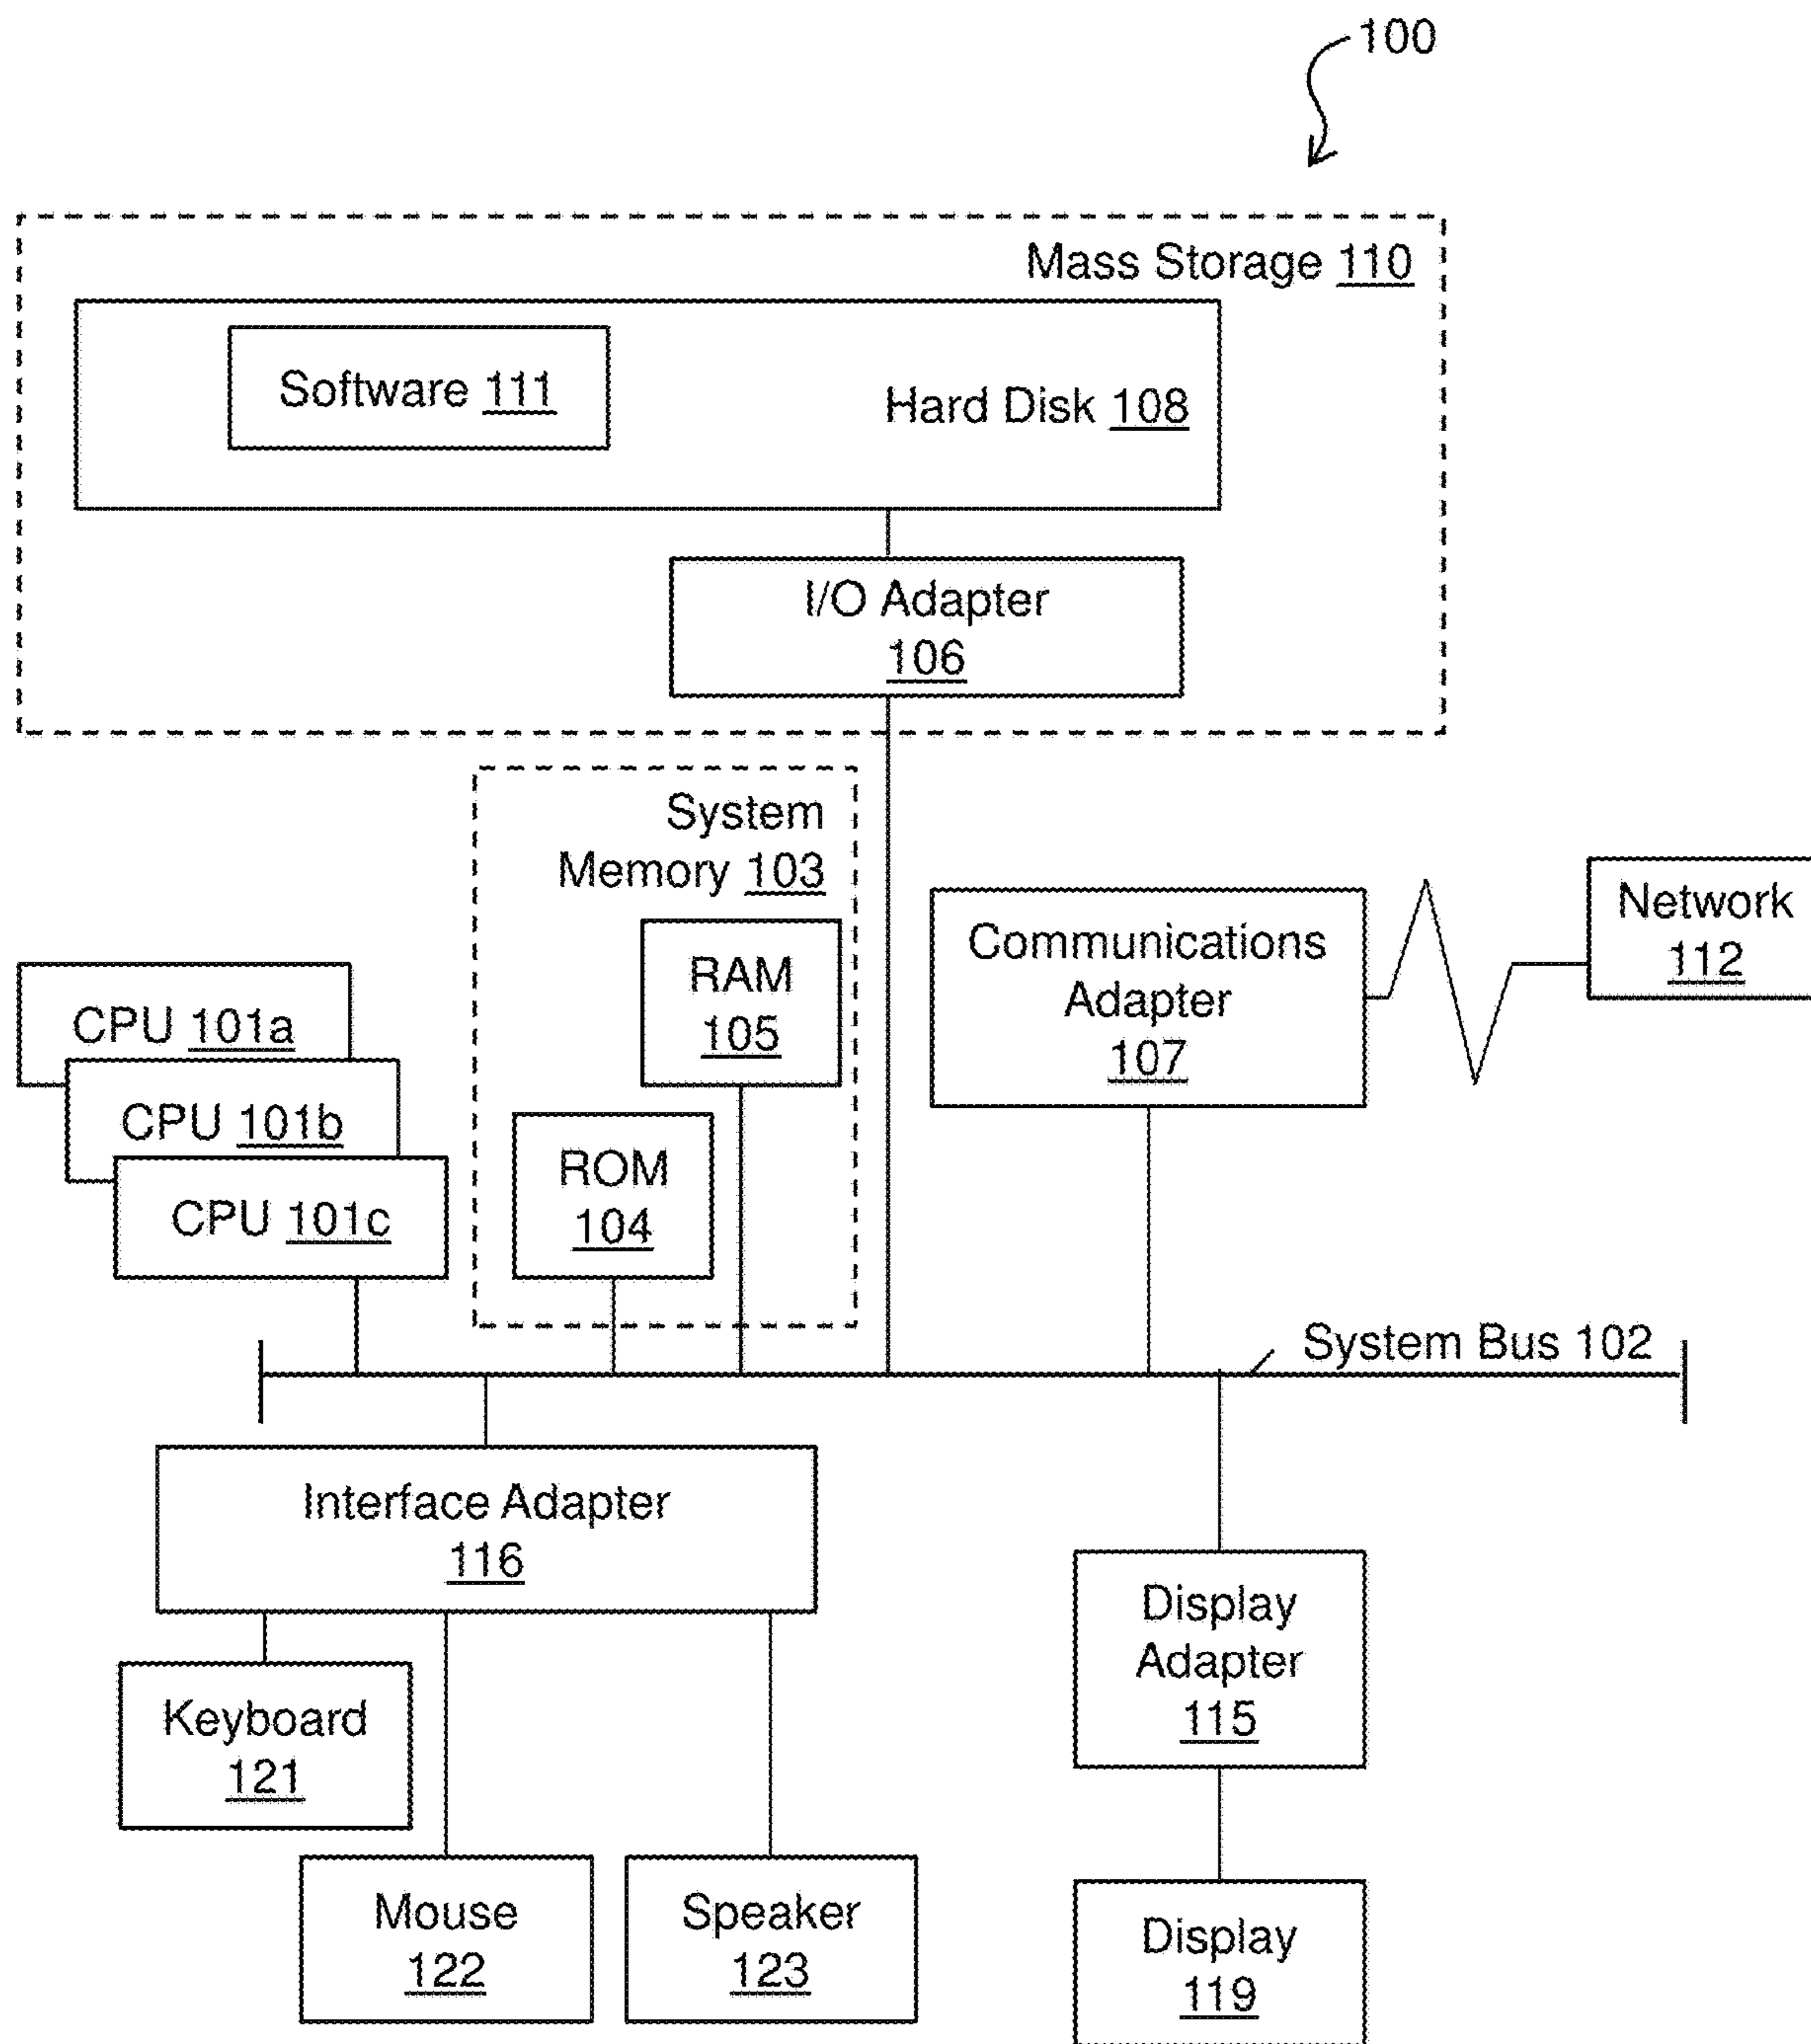 100
Mass Storage 110
Software 111
Hard Disk 108
I/O Adapter
106
System
Memory 103
RAM
105
ROM
104
Communications
Adapter
107
Network
112
CPU 101a
CPU 101b
CPU 101c
System Bus 102
Interface Adapter
116
Keyboard
121
Mouse
122
Speaker
123
Display
Adapter
115
Display
119